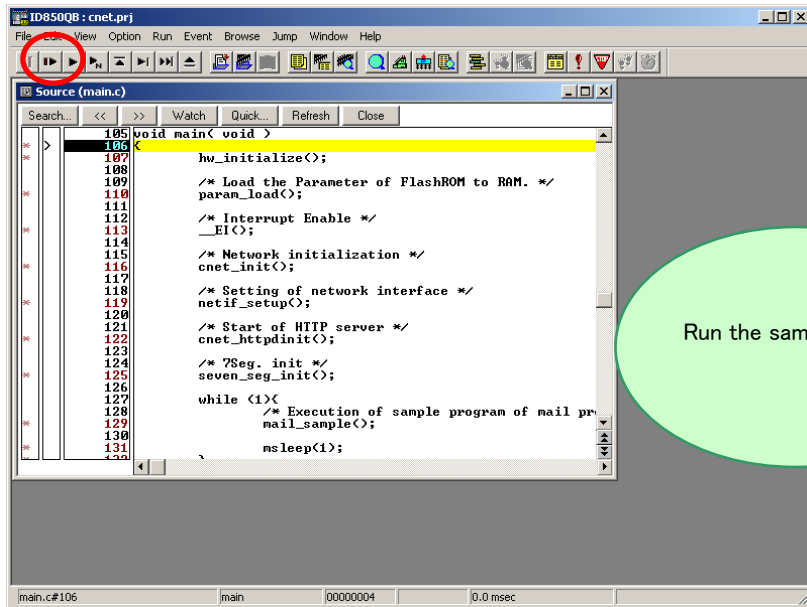 ID850QB : cnet.prj
File Edit View Option Run Event Browse Jump Window Help
Source (main.c)
Search... << >> Watch Quick... Refresh Close
105 void main( void )
106 {
107 hw_initialize();
108
109 /* Load the Parameter of FlashROM to RAM. */
110 param_load();
111
112 /* Interrupt Enable */
113 __EI();
114
115 /* Network initialization */
116 cnet_init();
117
118 /* Setting of network interface */
119 netif_setup();
120
121 /* Start of HTTP server */
122 cnet_httpdinit();
123
124 /* 7Seg. init */
125 seven_seg_init();
126
127 while (1){
128 /* Execution of sample program of mail pr
129 mail_sample();
130
131 msleep(1);
Run the sam
main.c#106 main 00000004 0.0 msec